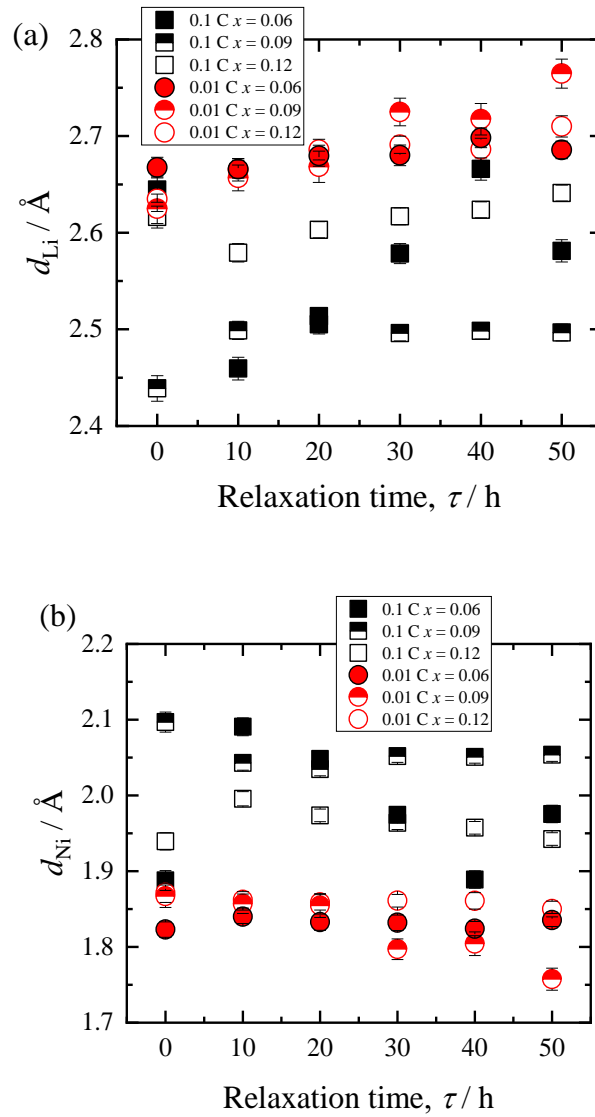 (a)
2.8
2.7
2.6
2.5
2.4
d_Li / Å
0.1 C x = 0.06
0.1 C x = 0.09
0.1 C x = 0.12
0.01 C x = 0.06
0.01 C x = 0.09
0.01 C x = 0.12
0 10 20 30 40 50
Relaxation time, τ / h
(b)
0.1 C x = 0.06
0.1 C x = 0.09
0.1 C x = 0.12
0.01 C x = 0.06
0.01 C x = 0.09
0.01 C x = 0.12
2.2
2.1
2.0
1.9
1.8
1.7
d_Ni / Å
0 10 20 30 40 50
Relaxation time, τ / h